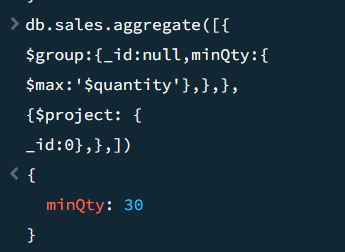 > db.sales.aggregate([{
$group:{_id:null,minQty:{
$max:'$quantity'},},},
{$project: {
_id:0},},])
< {
minQty: 30
}